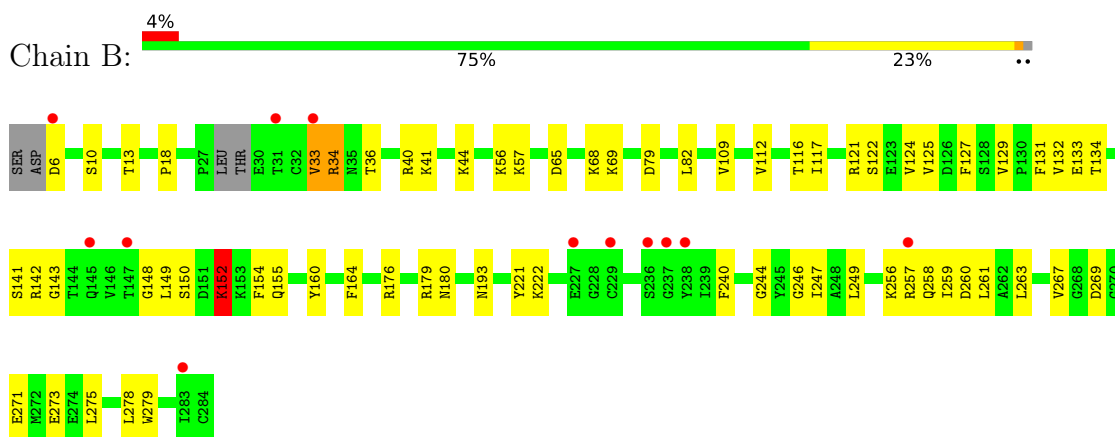 4%
Chain B:
75% 23% ••
SER ASP D6 S10 T13 P18 P27 LEU THR E30 T31 C32 V33 R34 N35 T36 R40 K41 K44 K56 K57 D65 K68 K69 D79 L82 V109 V112 T116 I117 R121 S122 E123 V124 V125 D126 F127 S128 V129 P130 F131 V132 E133 T134
S141 R142 G143 T144 Q145 V146 T147 G148 L149 S150 D151 K152 K153 F154 Q155 Y160 F164 R176 R179 N180 N193 Y221 K222 E227 G228 C229 S236 G237 Y238 I239 F240 G244 Y245 G246 I247 A248 L249 K256 R257 Q258 I259 D260 L261 A262 L263 V267 G268 D269
E271 M272 E273 E274 L275 L278 W279 I283 C284